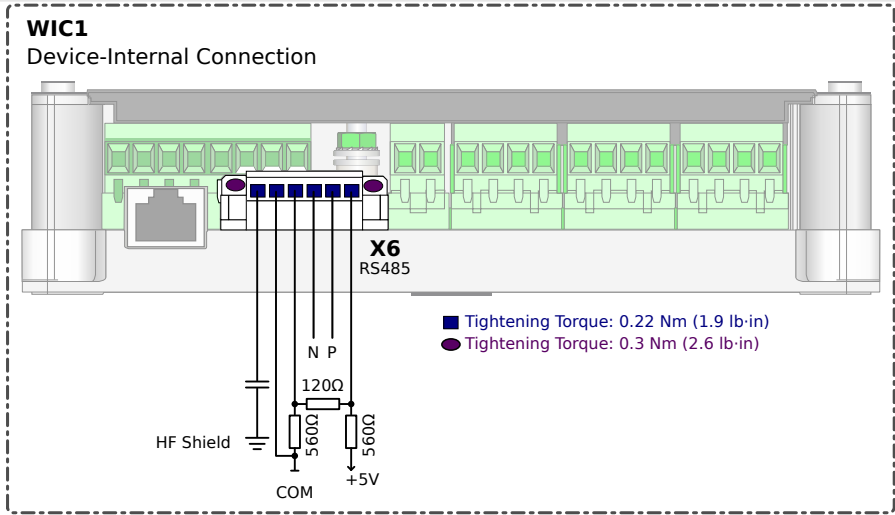 WIC1
Device-Internal Connection
X6
RS485
Tightening Torque: 0.22 Nm (1.9 lb·in)
Tightening Torque: 0.3 Nm (2.6 lb·in)
N P
120Ω
560Ω
560Ω
HF Shield
+5V
COM